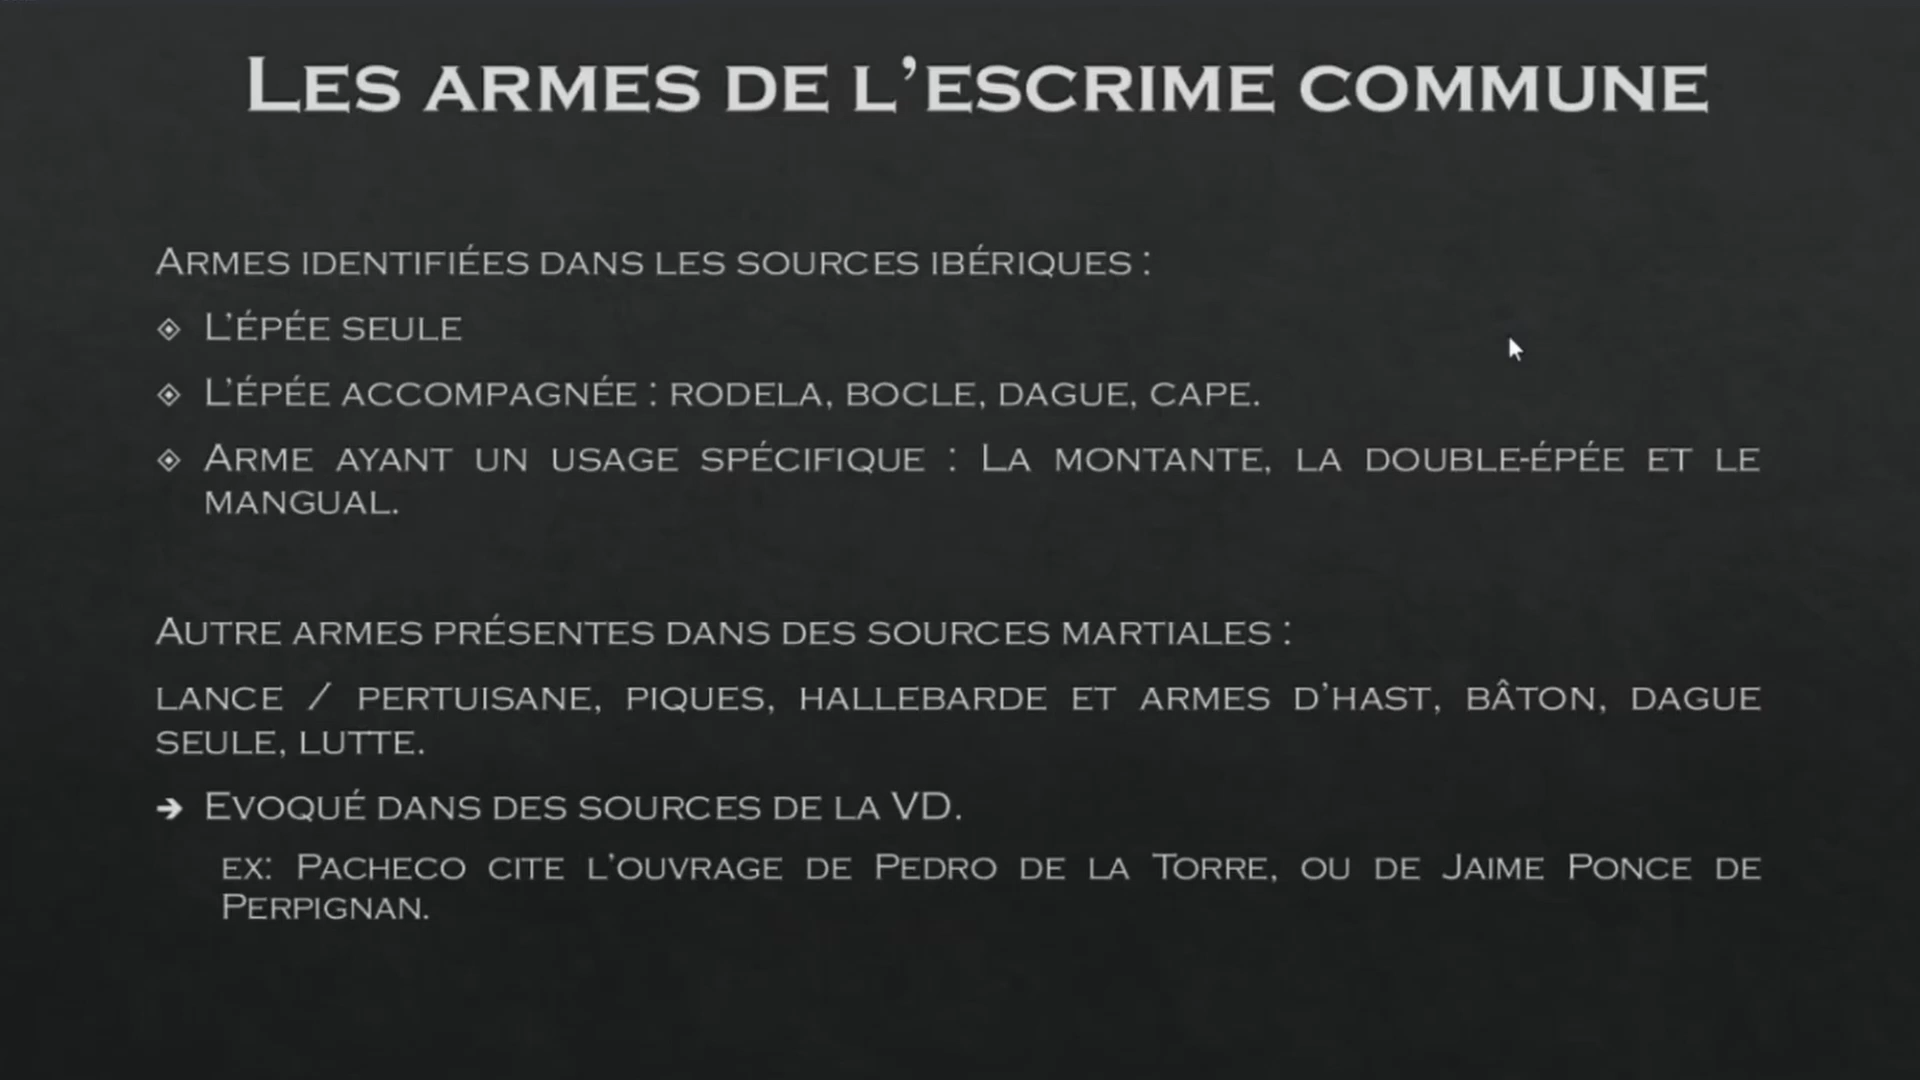 Les armes de l’escrime commune
Armes identifiées dans les sources ibériques :
L’épée seule
L’épée accompagnée : rodela, bocle, dague, cape.
Arme ayant un usage spécifique : La montante, la double-épée et le
mangual.
Autre armes présentes dans des sources martiales :
lance / pertuisane, piques, hallebarde et armes d’hast, bâton, dague
seule, lutte.
➔ Evoqué dans des sources de la VD.
ex: Pacheco cite l’ouvrage de Pedro de la Torre, ou de Jaime Ponce de
Perpignan.